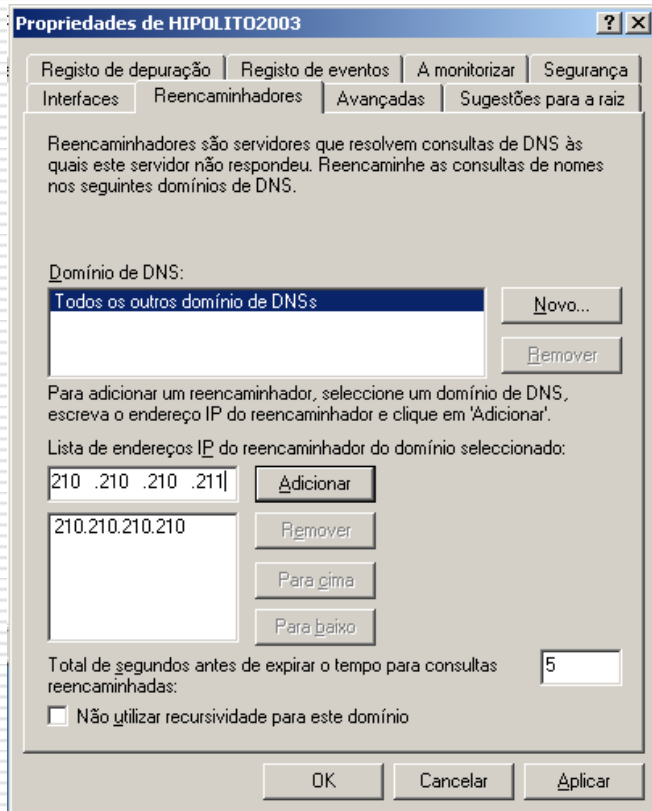 Propriedades de HIPOLITO2003
Registo de depuração
Registo de eventos
A monitorizar
Segurança
Interfaces
Reencaminhadores
Avançadas
Sugestões para a raiz
Reencaminhadores são servidores que resolvem consultas de DNS às
quais este servidor não respondeu. Reencaminhe as consultas de nomes
nos seguintes domínios de DNS.
Domínio de DNS:
Todos os outros domínio de DNSs
Novo...
Remover
Para adicionar um reencaminhador, seleccione um domínio de DNS,
escreva o endereço IP do reencaminhador e clique em 'Adicionar'.
Lista de endereços IP do reencaminhador do domínio seleccionado:
210 .210 .210 .211
Adicionar
210.210.210.210
Remover
Para cima
Para baixo
Total de segundos antes de expirar o tempo para consultas
reencaminhadas:
5
Não utilizar recursividade para este domínio
OK
Cancelar
Aplicar